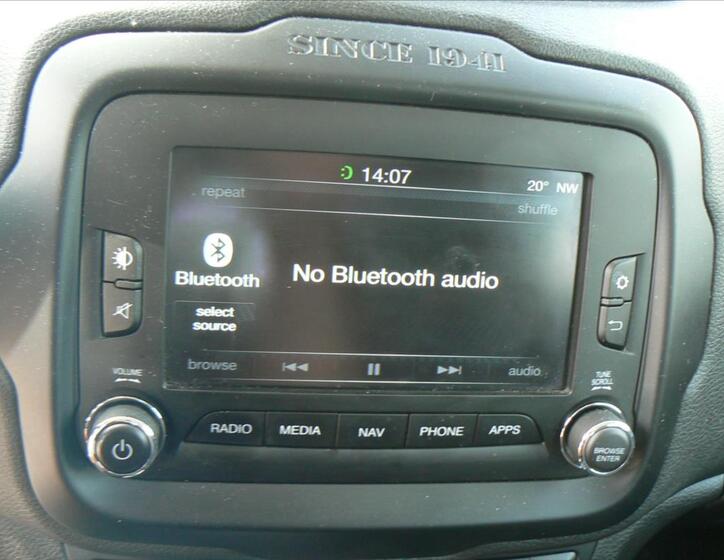 SINCE 1941
14:07
20° NW
repeat
shuffle
Bluetooth
No Bluetooth audio
select
source
browse
audio
VOLUME
TUNE
SCROLL
RADIO
MEDIA
NAV
PHONE
APPS
BROWSE
ENTER